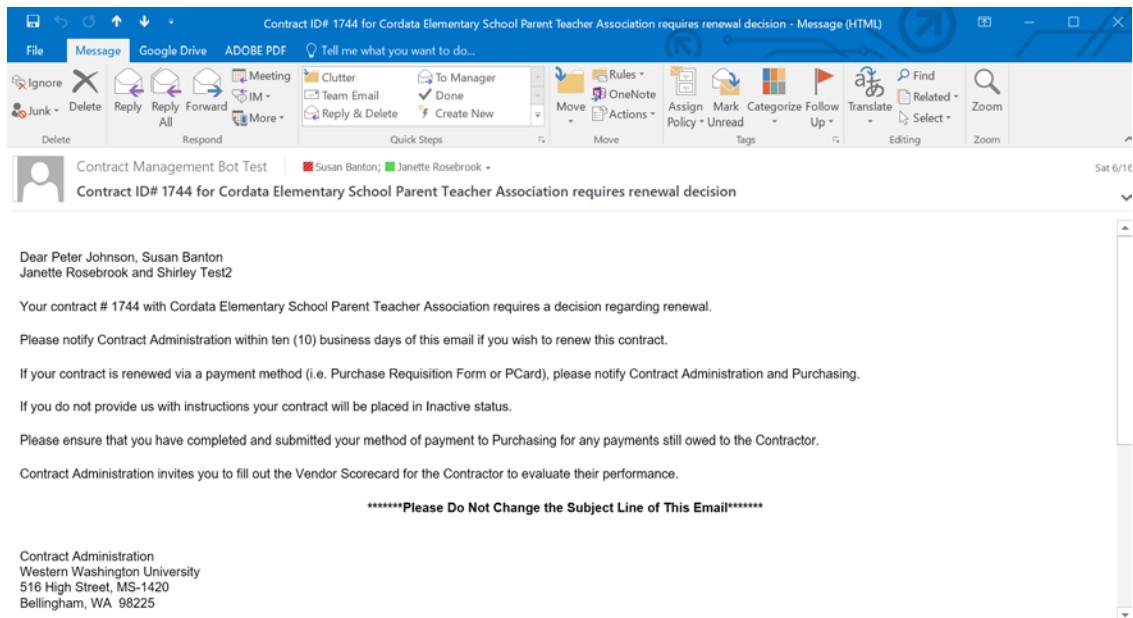 Contract ID# 1744 for Cordata Elementary School Parent Teacher Association requires renewal decision - Message (HTML)
File Message Google Drive ADOBE PDF Tell me what you want to do...
Ignore Junk Delete Reply Reply All Forward Meeting IM More
Clutter To Manager
Team Email Done
Reply & Delete Create New
Move Rules OneNote Actions
Assign Policy Mark Unread Categorize Follow Up
Translate Find Related Select Zoom
Delete Respond Quick Steps Move Tags Editing Zoom
Contract Management Bot Test Susan Banton; Janette Rosebrook Sat 6/16
Contract ID# 1744 for Cordata Elementary School Parent Teacher Association requires renewal decision
Dear Peter Johnson, Susan Banton
Janette Rosebrook and Shirley Test2
Your contract # 1744 with Cordata Elementary School Parent Teacher Association requires a decision regarding renewal.
Please notify Contract Administration within ten (10) business days of this email if you wish to renew this contract.
If your contract is renewed via a payment method (i.e. Purchase Requisition Form or PCard), please notify Contract Administration and Purchasing.
If you do not provide us with instructions your contract will be placed in Inactive status.
Please ensure that you have completed and submitted your method of payment to Purchasing for any payments still owed to the Contractor.
Contract Administration invites you to fill out the Vendor Scorecard for the Contractor to evaluate their performance.
*******Please Do Not Change the Subject Line of This Email*******
Contract Administration
Western Washington University
516 High Street, MS-1420
Bellingham, WA 98225